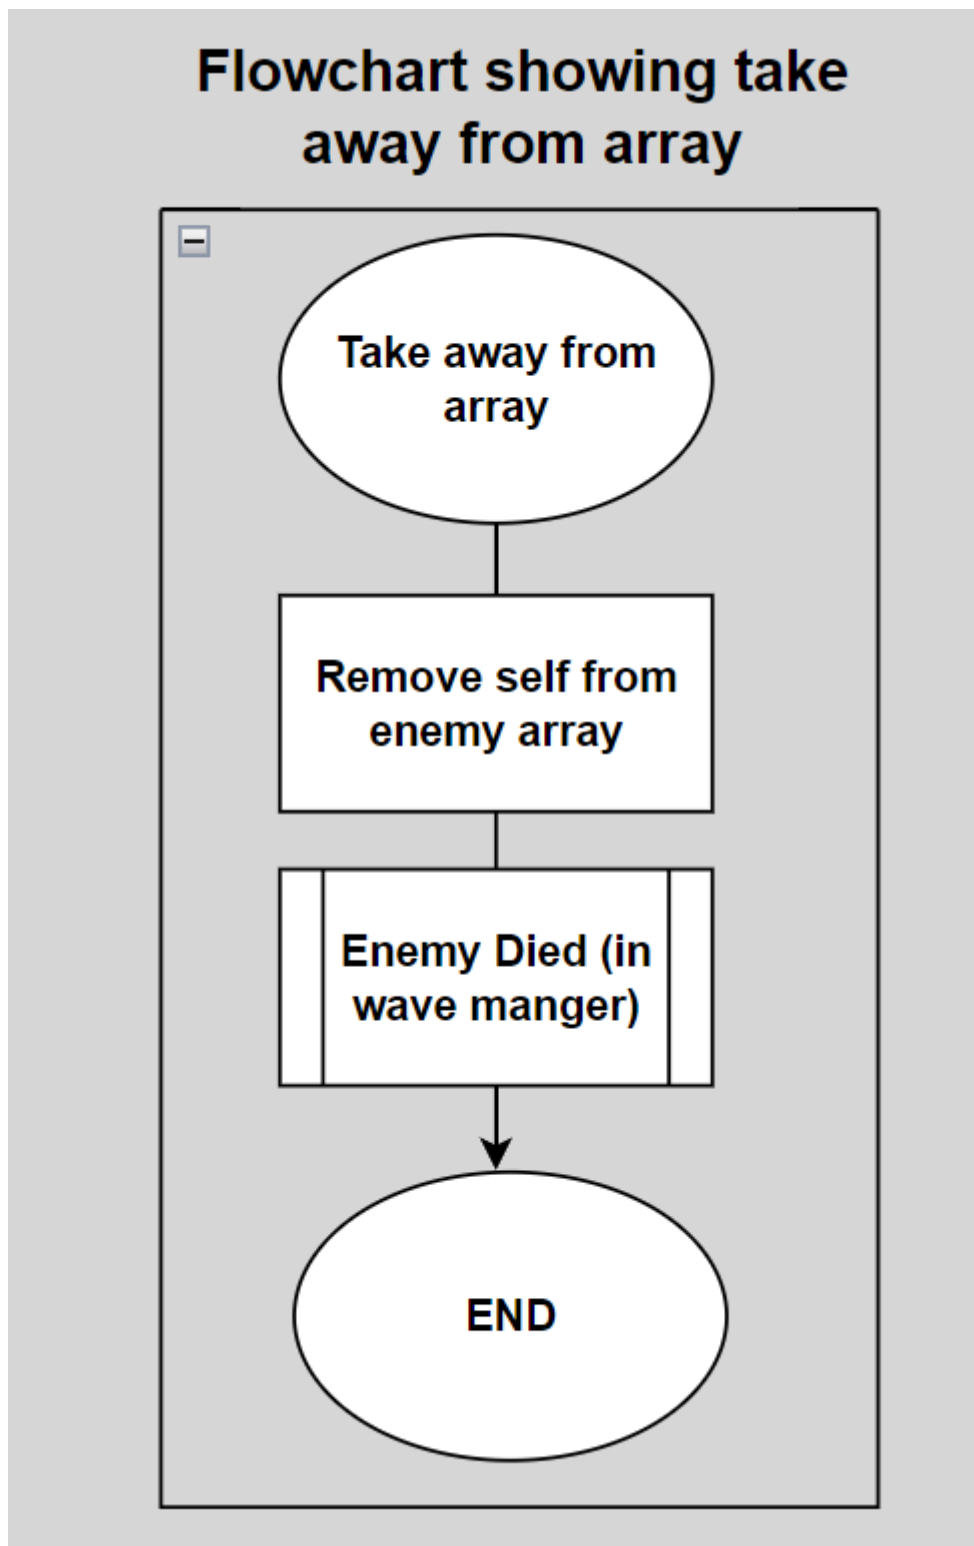 Flowchart showing take
away from array
Take away from
array
Remove self from
enemy array
Enemy Died (in
wave manger)
END